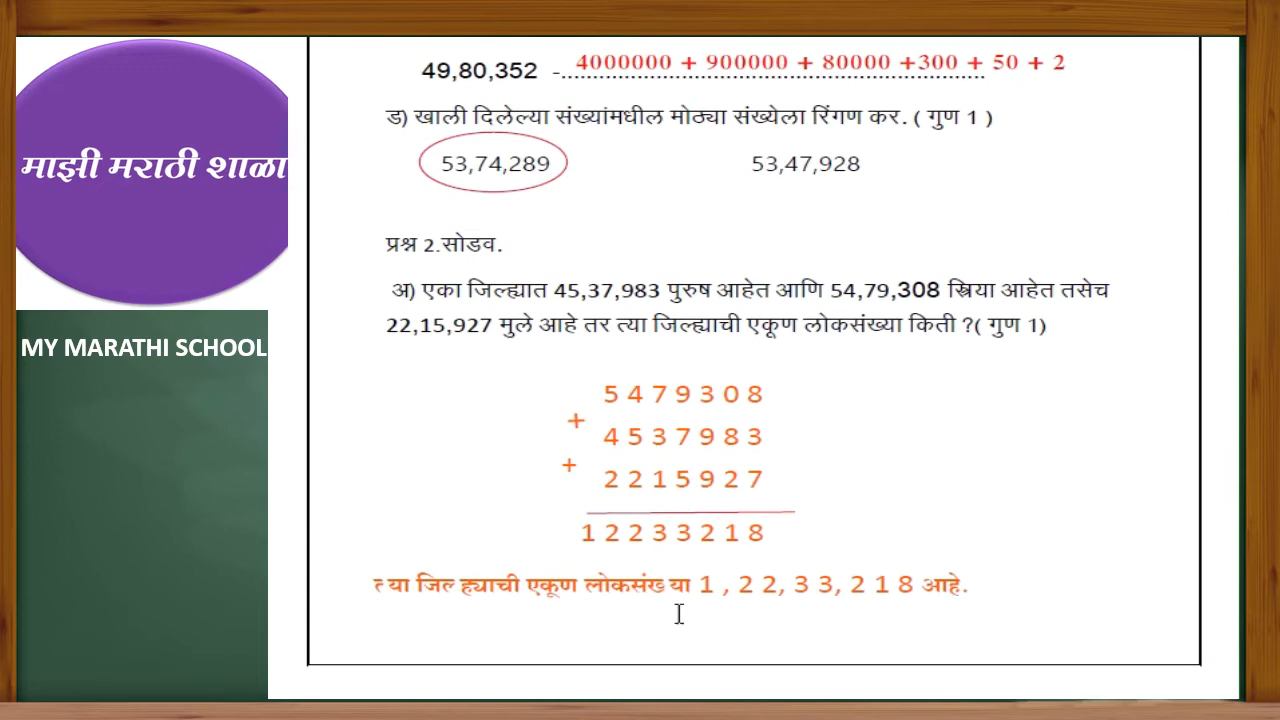 माझी मराठी शाळा
MY MARATHI SCHOOL
49,80,352 -.................................................................... 4000000 + 900000 + 80000 +300 + 50 + 2
ड) खाली दिलेल्या संख्यांमधील मोठ्या संख्येला रिंगण कर. ( गुण 1 )
53,74,289 53,47,928
प्रश्न 2.सोडव.
अ) एका जिल्ह्यात 45,37,983 पुरुष आहेत आणि 54,79,308 स्त्रिया आहेत तसेच
22,15,927 मुले आहे तर त्या जिल्ह्याची एकूण लोकसंख्या किती ?( गुण 1)
5 4 7 9 3 0 8
+
4 5 3 7 9 8 3
+
2 2 1 5 9 2 7
1 2 2 3 3 2 1 8
त्या जिल्ह्याची एकूण लोकसंख्या 1 , 2 2, 3 3, 2 1 8 आहे.